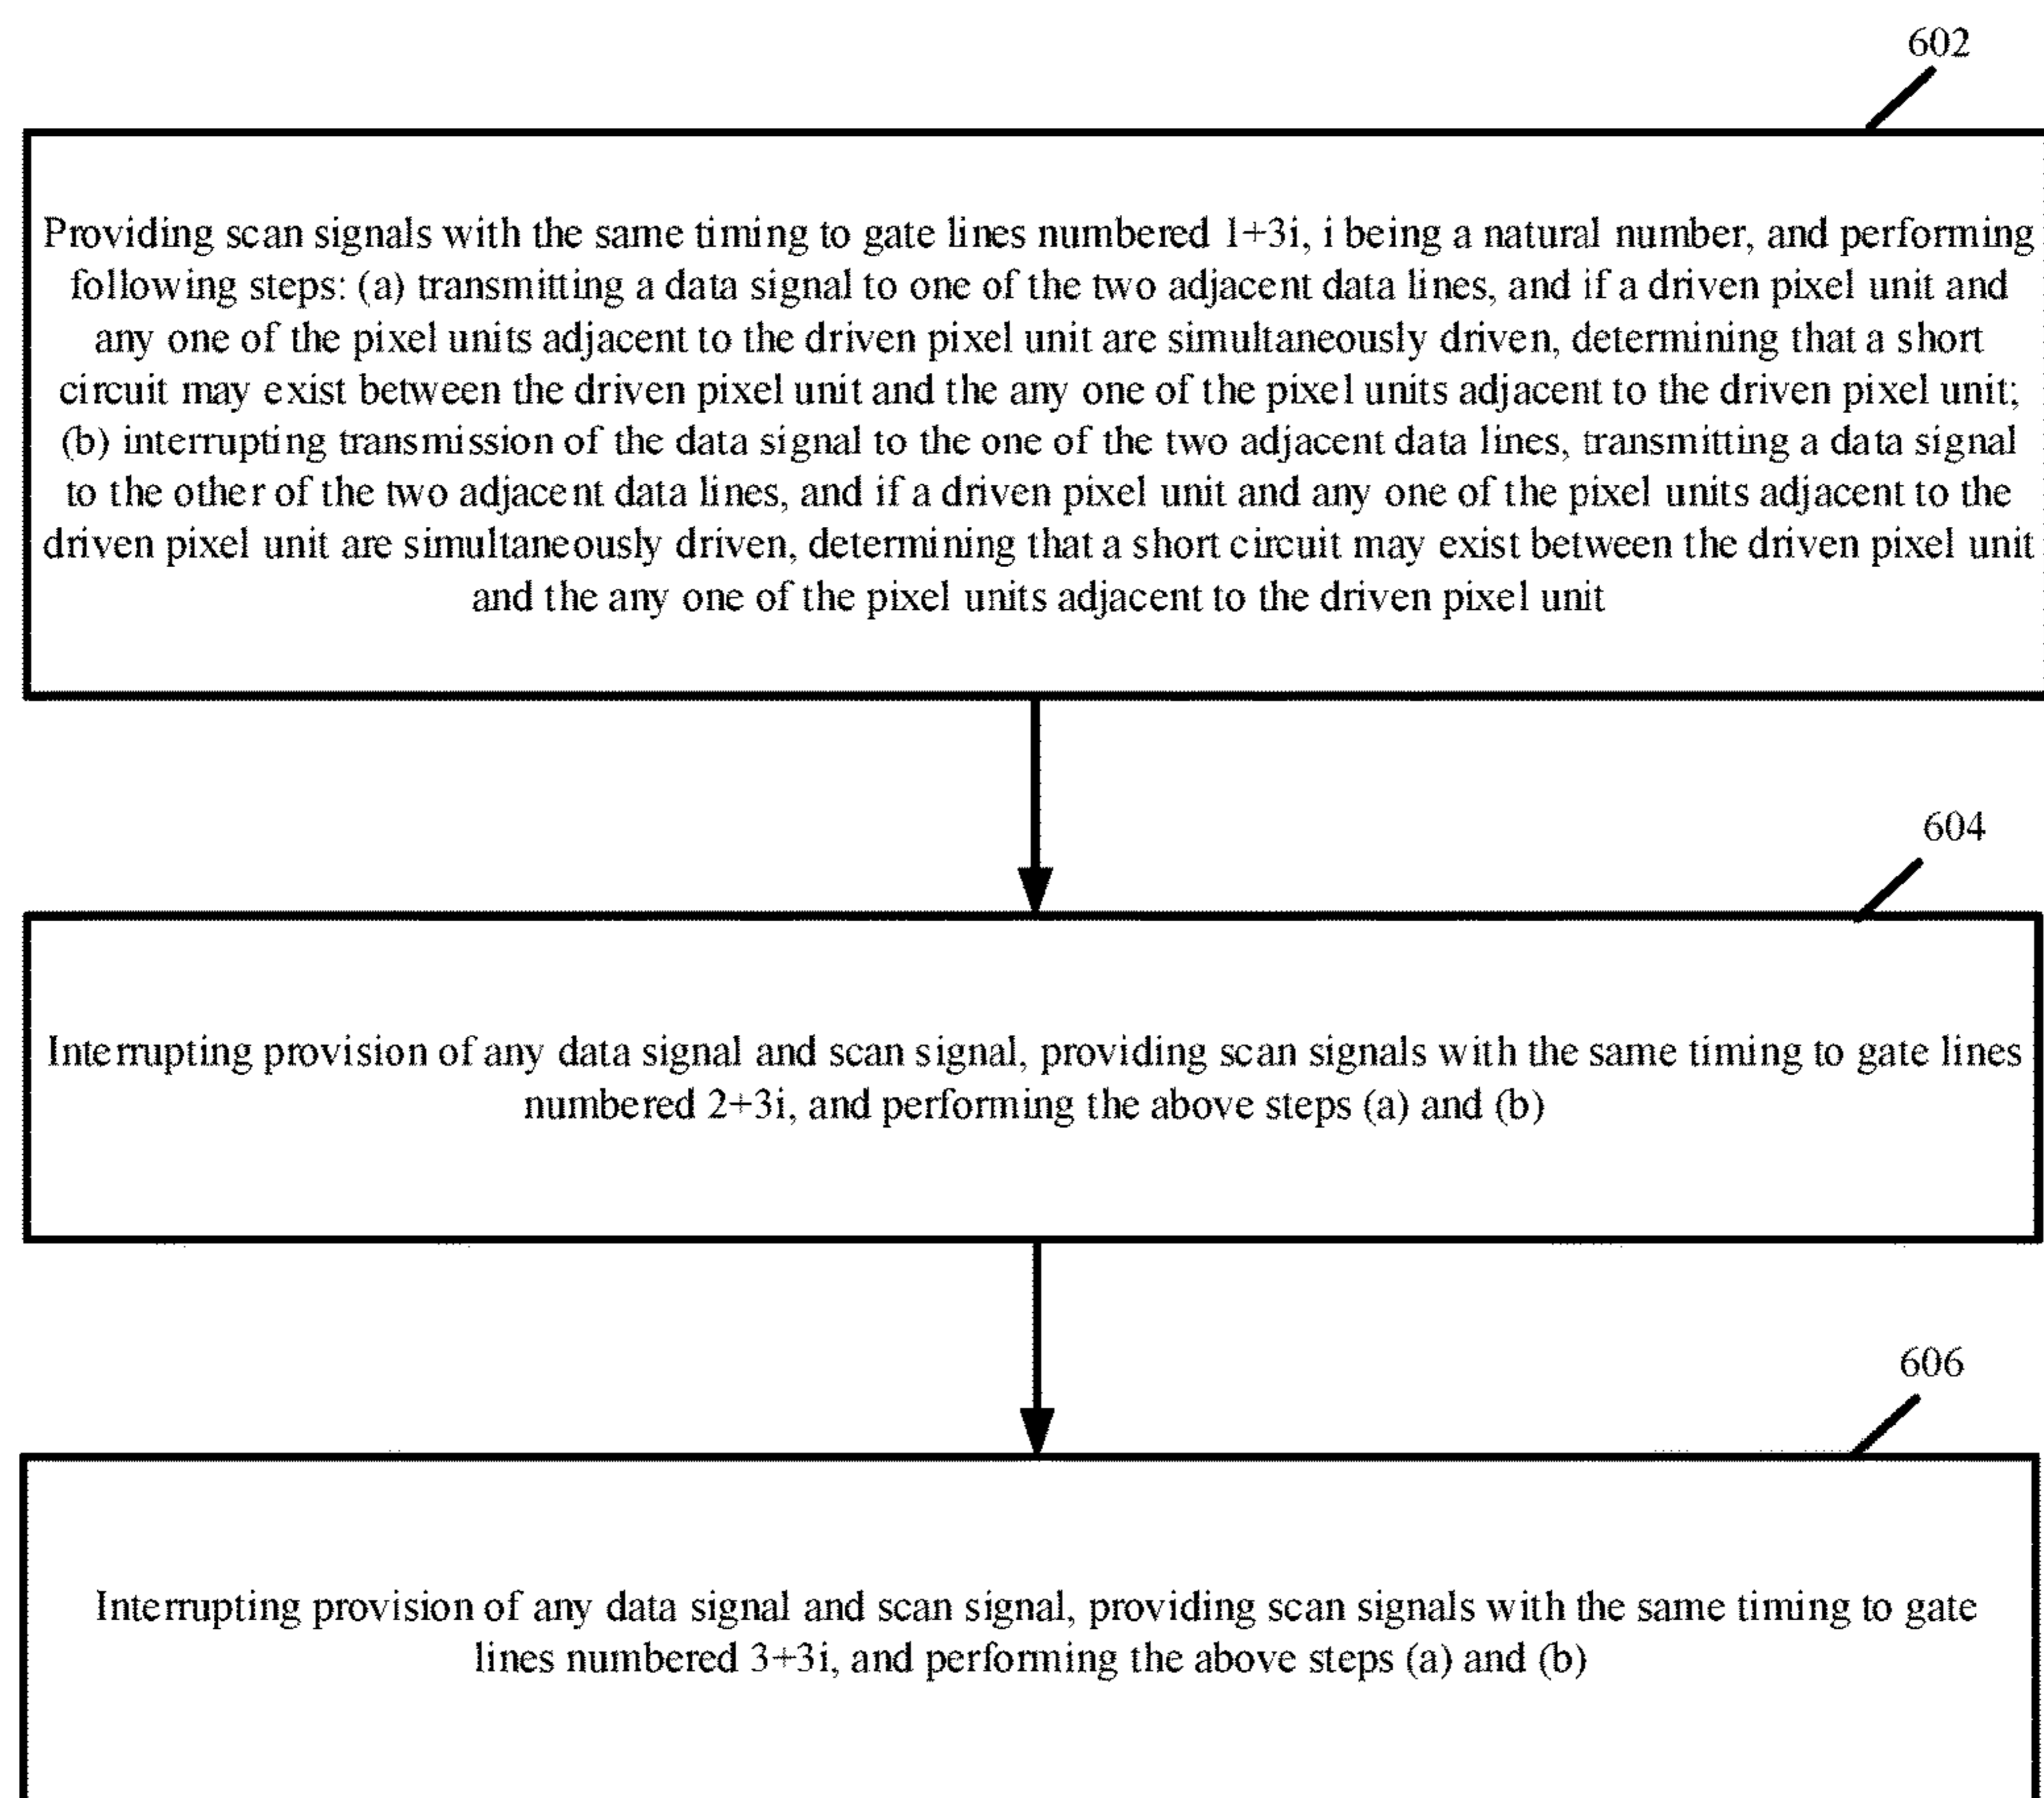 602
Providing scan signals with the same timing to gate lines numbered 1+3i, i being a natural number, and performing
following steps: (a) transmitting a data signal to one of the two adjacent data lines, and if a driven pixel unit and
any one of the pixel units adjacent to the driven pixel unit are simultaneously driven, determining that a short
circuit may exist between the driven pixel unit and the any one of the pixel units adjacent to the driven pixel unit;
(b) interrupting transmission of the data signal to the one of the two adjacent data lines, transmitting a data signal
to the other of the two adjacent data lines, and if a driven pixel unit and any one of the pixel units adjacent to the
driven pixel unit are simultaneously driven, determining that a short circuit may exist between the driven pixel unit
and the any one of the pixel units adjacent to the driven pixel unit
604
Interrupting provision of any data signal and scan signal, providing scan signals with the same timing to gate lines
numbered 2+3i, and performing the above steps (a) and (b)
606
Interrupting provision of any data signal and scan signal, providing scan signals with the same timing to gate
lines numbered 3+3i, and performing the above steps (a) and (b)